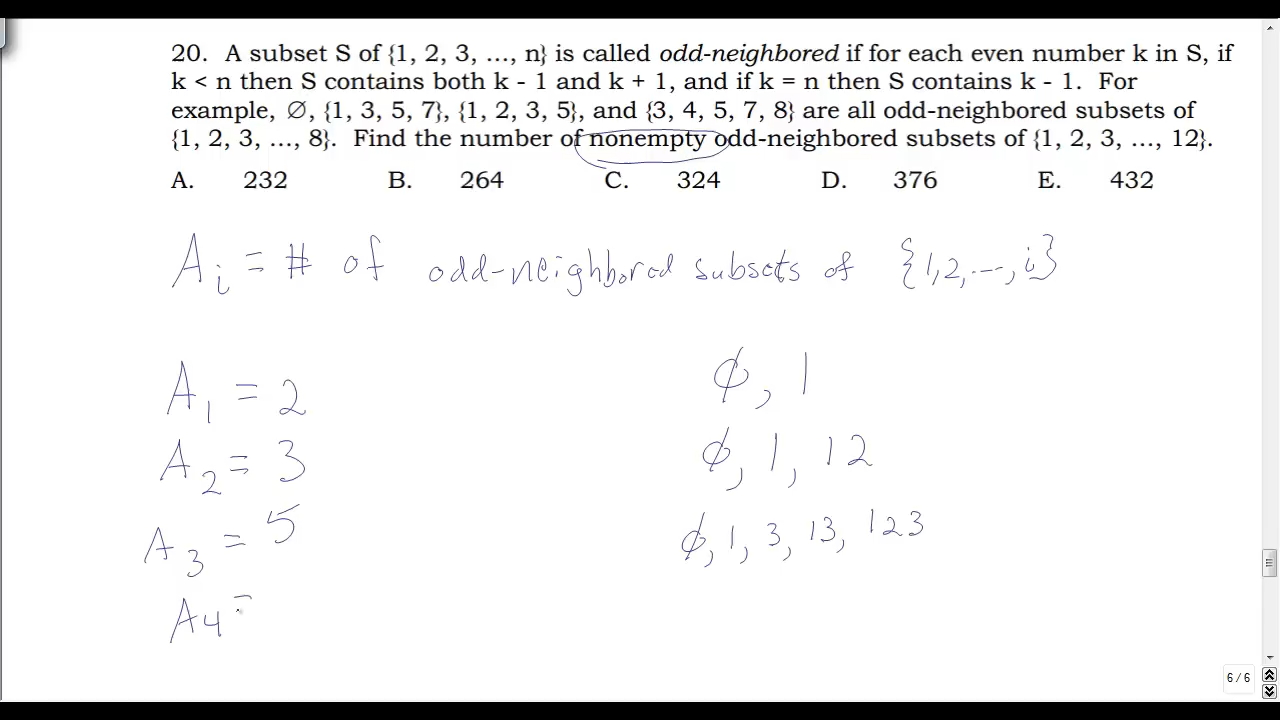 20. A subset S of {1, 2, 3, ..., n} is called odd-neighbored if for each even number k in S, if
k < n then S contains both k - 1 and k + 1, and if k = n then S contains k - 1. For
example, ∅, {1, 3, 5, 7}, {1, 2, 3, 5}, and {3, 4, 5, 7, 8} are all odd-neighbored subsets of
{1, 2, 3, ..., 8}. Find the number of nonempty odd-neighbored subsets of {1, 2, 3, ..., 12}.
A. 232 B. 264 C. 324 D. 376 E. 432
A_i = # of odd-neighbored subsets of {1,2,...,i}
A_1 = 2 ∅, 1
A_2 = 3 ∅, 1, 12
A_3 = 5 ∅, 1, 3, 13, 123
A_4 =
6 / 6